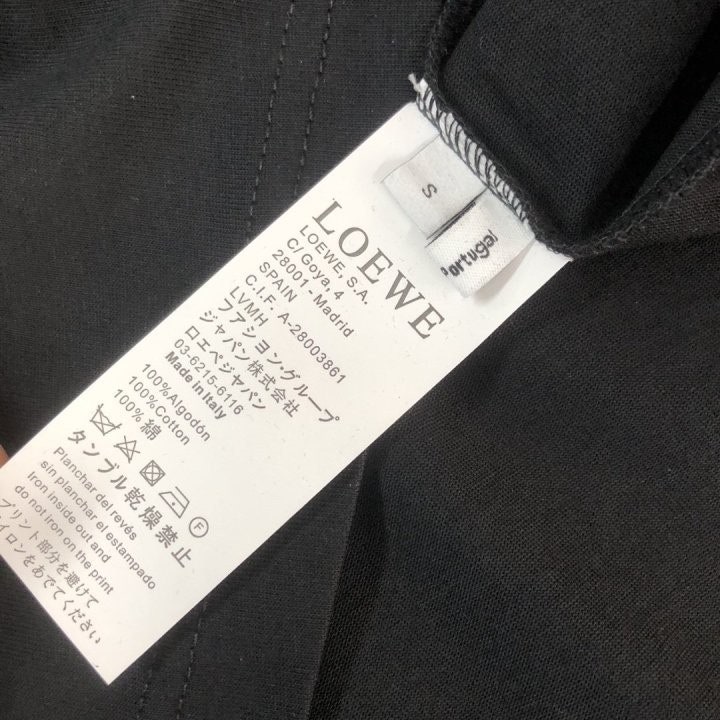 S
Portugal
LOEWE
LOEWE, S.A.
C/Goya, 4
28001 - Madrid
SPAIN
C.I.F. A-28003861
LVMH
ファション・グループ
ジャパン株式会社
ロエベジャパン
03-6215-6116
Made in Italy
100%Algodón
100%Cotton
100%綿
F
タンブル乾燥禁止
Planchar del revés
sin planchar el estampado
iron inside out and
do not iron on the print
プリント部分を避けて
イロンをあでてください